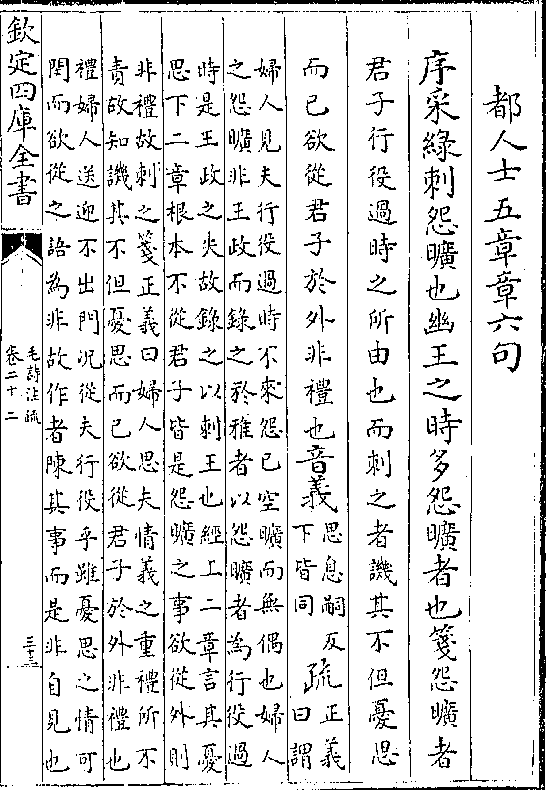 都人士五章章六句
序采綠刺怨曠也幽王之時多怨曠者也箋怨曠者
君子行役過時之所由也而刺之者譏其不但憂思
而已欲從君子於外非禮也音義思息嗣反下皆同疏正義曰謂
婦人見夫行役過時不來怨已空曠而無偶也婦人
之怨曠非王政而錄之於雅者以怨曠者為行役過
時是王政之失故錄之以刺王也經上二章言其憂
思下二章根本不從君子皆是怨曠之事欲從外則
非禮故刺之箋正義曰婦人思夫情義之重禮所不
責故知譏其不但憂思而已欲從君子於外非禮也
禮婦人送迎不出門況從夫行役乎雖憂思之情可
閔而欲從之語為非故作者陳其事而是非自見也
欽定四庫全書
毛詩注疏
卷二十二
三十三